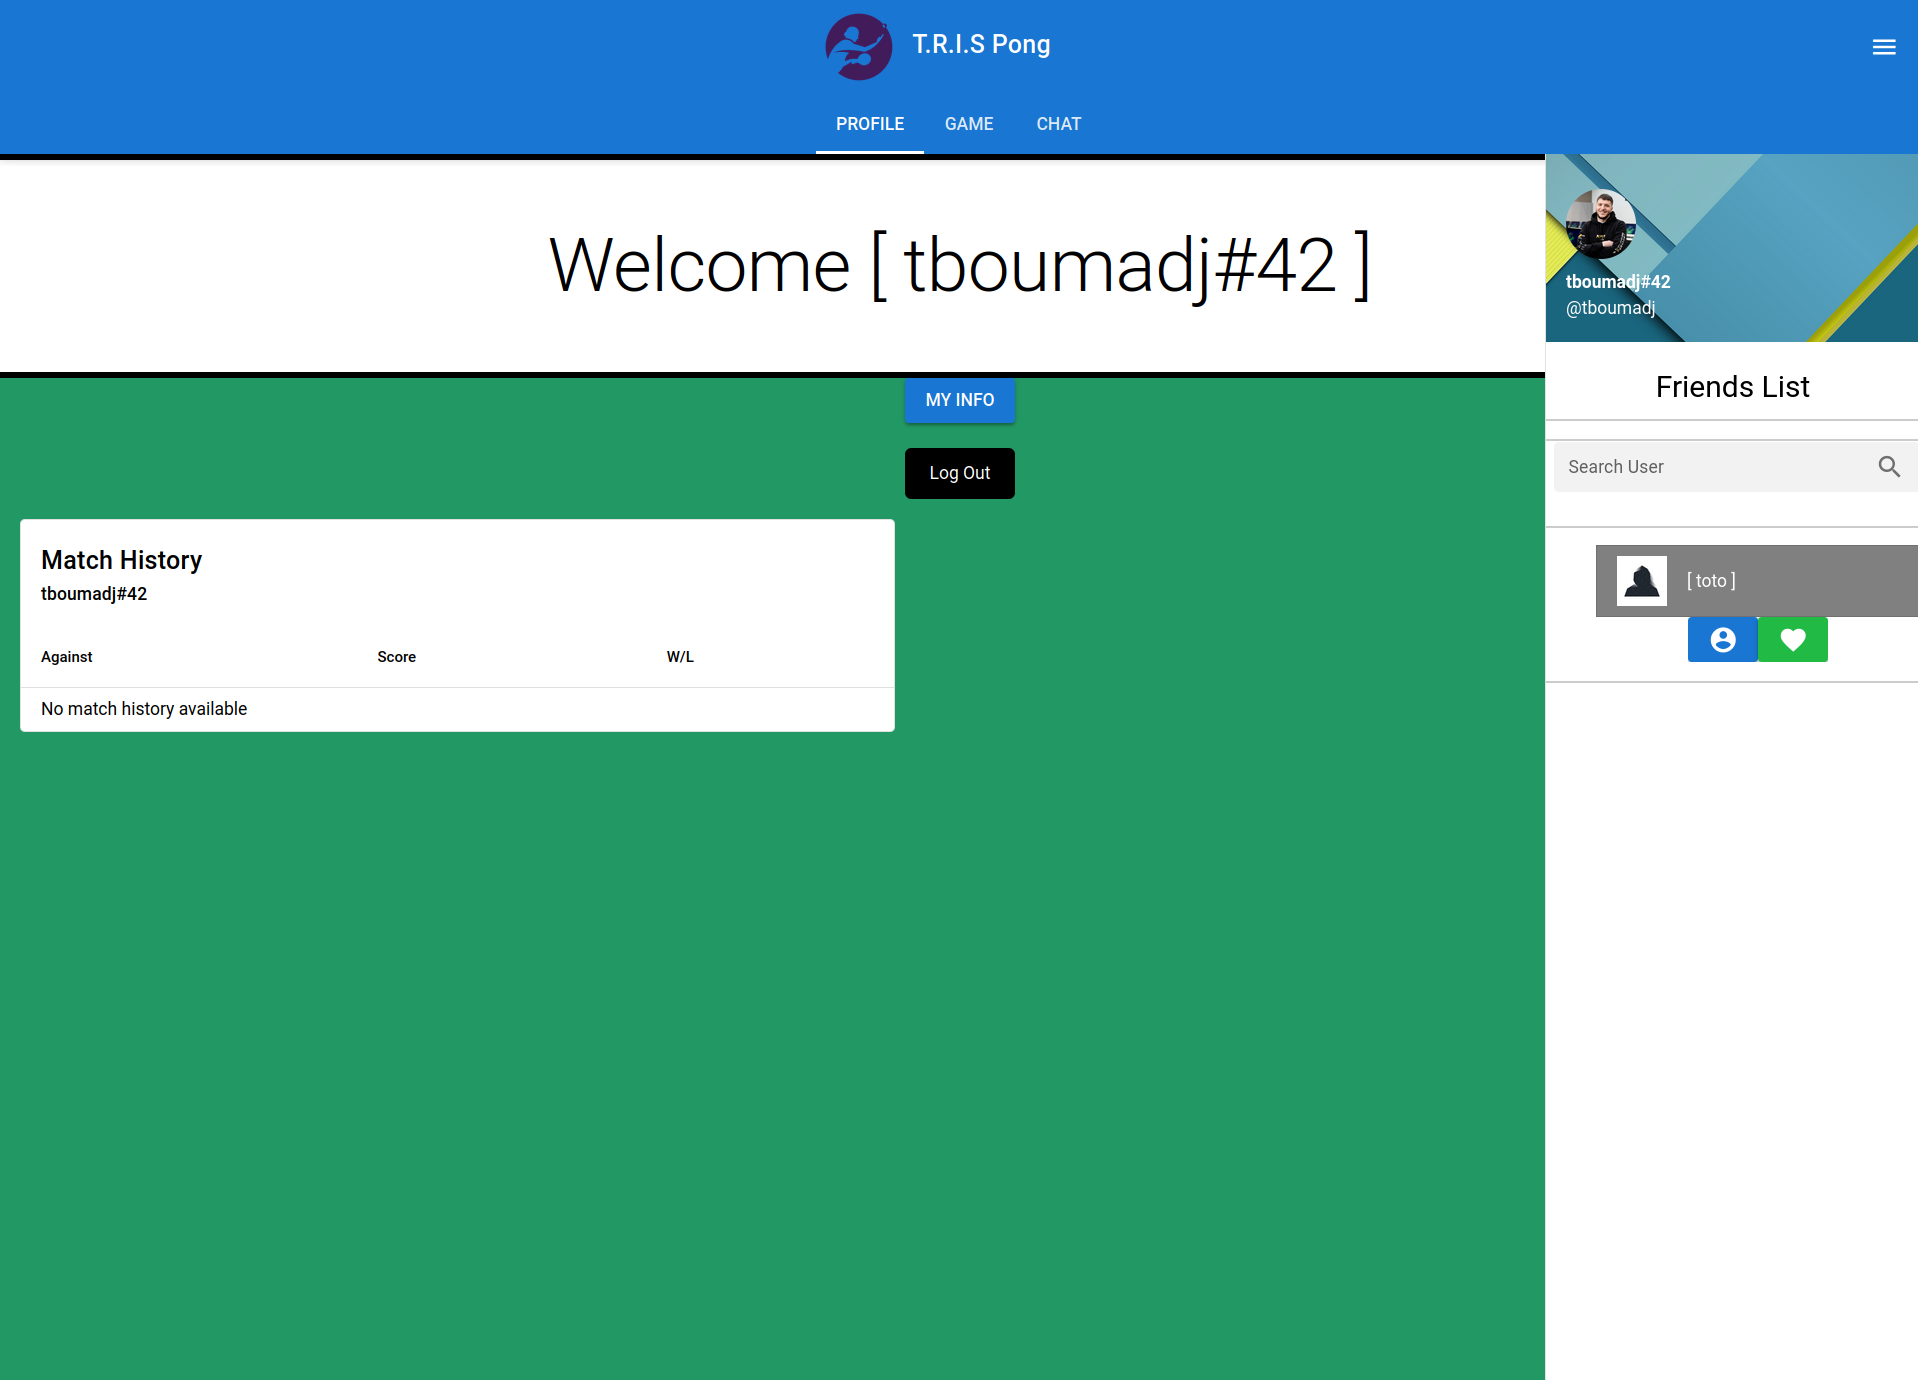 T.R.I.S Pong
PROFILE GAME CHAT
Welcome [ tboumadj#42 ]
tboumadj#42
@tboumadj
MY INFO
Log Out
Friends List
Search User
[ toto ]
Match History
tboumadj#42
Against Score W/L
No match history available